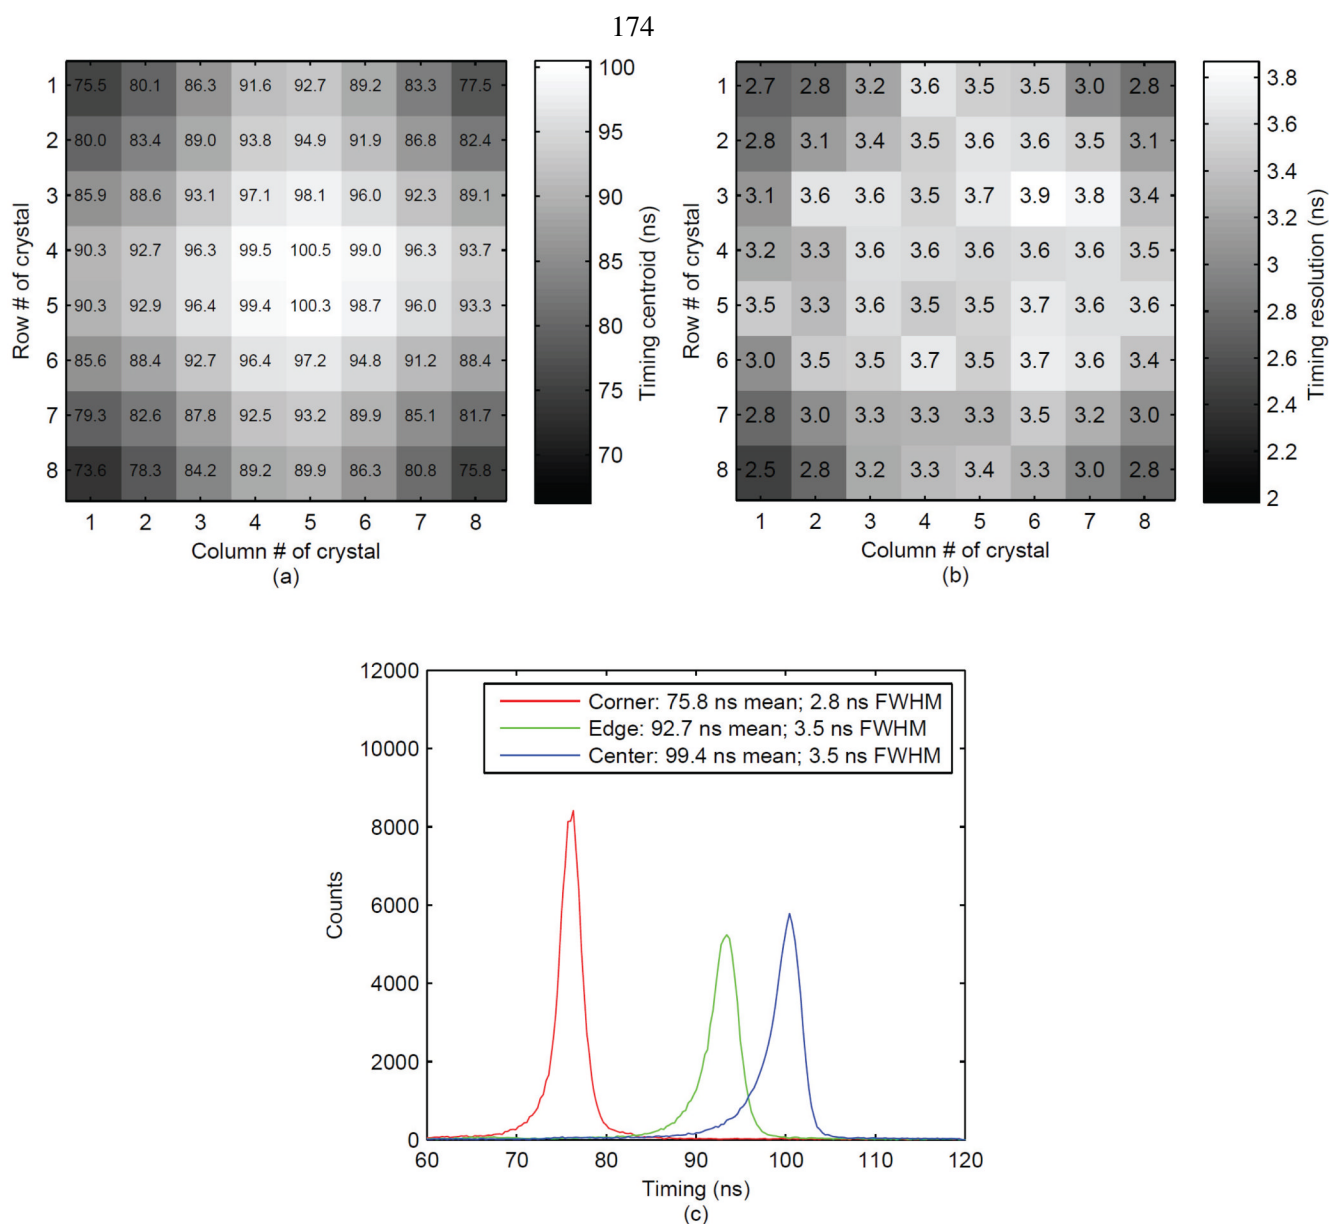 174
1 75.5 80.1 86.3 91.6 92.7 89.2 83.3 77.5
2 80.0 83.4 89.0 93.8 94.9 91.9 86.8 82.4
3 85.9 88.6 93.1 97.1 98.1 96.0 92.3 89.1
4 90.3 92.7 96.3 99.5 100.5 99.0 96.3 93.7
5 90.3 92.9 96.4 99.4 100.3 98.7 96.0 93.3
6 85.6 88.4 92.7 96.4 97.2 94.8 91.2 88.4
7 79.3 82.6 87.8 92.5 93.2 89.9 85.1 81.7
8 73.6 78.3 84.2 89.2 89.9 86.3 80.8 75.8
1 2 3 4 5 6 7 8
Row # of crystal
Column # of crystal
(a)
100
95
90
85
80
75
70
Timing centroid (ns)
1 2.7 2.8 3.2 3.6 3.5 3.5 3.0 2.8
2 2.8 3.1 3.4 3.5 3.6 3.6 3.5 3.1
3 3.1 3.6 3.6 3.5 3.7 3.9 3.8 3.4
4 3.2 3.3 3.6 3.6 3.6 3.6 3.6 3.5
5 3.5 3.3 3.6 3.5 3.5 3.7 3.6 3.6
6 3.0 3.5 3.5 3.7 3.5 3.7 3.6 3.4
7 2.8 3.0 3.3 3.3 3.3 3.5 3.2 3.0
8 2.5 2.8 3.2 3.3 3.4 3.3 3.0 2.8
1 2 3 4 5 6 7 8
Row # of crystal
Column # of crystal
(b)
3.8
3.6
3.4
3.2
3
2.8
2.6
2.4
2.2
2
Timing resolution (ns)
12000
10000
8000
6000
4000
2000
0
Counts
Corner: 75.8 ns mean; 2.8 ns FWHM
Edge: 92.7 ns mean; 3.5 ns FWHM
Center: 99.4 ns mean; 3.5 ns FWHM
60 70 80 90 100 110 120
Timing (ns)
(c)